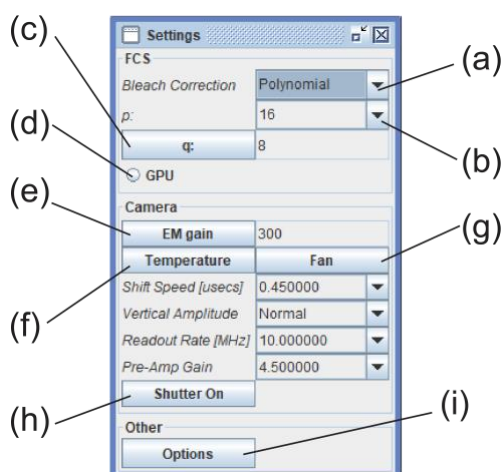 Settings
FCS
(c)
Bleach Correction Polynomial
(a)
p: 16
q: 8
(b)
(d)
GPU
Camera
(e)
EM gain 300
(g)
Temperature Fan
(f)
Shift Speed [usecs] 0.450000
Vertical Amplitude Normal
Readout Rate [MHz] 10.000000
Pre-Amp Gain 4.500000
Shutter On
(h)
(i)
Other
Options